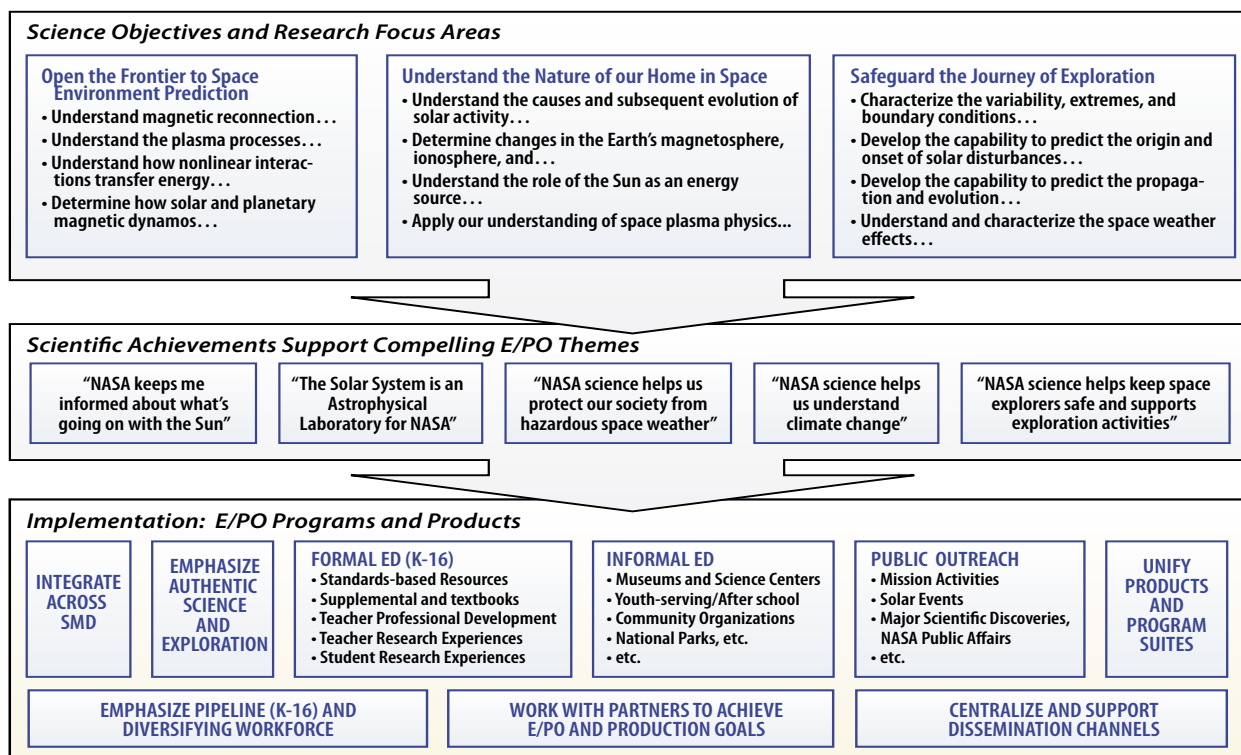 Science Objectives and Research Focus Areas
Open the Frontier to Space
Environment Prediction
• Understand magnetic reconnection...
• Understand the plasma processes...
• Understand how nonlinear interac-
tions transfer energy...
• Determine how solar and planetary
magnetic dynamos...
Understand the Nature of our Home in Space
• Understand the causes and subsequent evolution of
solar activity...
• Determine changes in the Earth's magnetosphere,
ionosphere, and...
• Understand the role of the Sun as an energy
source...
• Apply our understanding of space plasma physics...
Safeguard the Journey of Exploration
• Characterize the variability, extremes, and
boundary conditions...
• Develop the capability to predict the origin and
onset of solar disturbances...
• Develop the capability to predict the propaga-
tion and evolution...
• Understand and characterize the space weather
effects...
Scientific Achievements Support Compelling E/PO Themes
“NASA keeps me
informed about what's
going on with the Sun”
“The Solar System is an
Astrophysical
Laboratory for NASA”
“NASA science helps us
protect our society from
hazardous space weather”
“NASA science helps
us understand
climate change”
“NASA science helps keep space
explorers safe and supports
exploration activities”
Implementation: E/PO Programs and Products
INTEGRATE
ACROSS
SMD
EMPHASIZE
AUTHENTIC
SCIENCE
AND
EXPLORATION
FORMAL ED (K-16)
• Standards-based Resources
• Supplemental and textbooks
• Teacher Professional Development
• Teacher Research Experiences
• Student Research Experiences
INFORMAL ED
• Museums and Science Centers
• Youth-serving/After school
• Community Organizations
• National Parks, etc.
• etc.
PUBLIC OUTREACH
• Mission Activities
• Solar Events
• Major Scientific Discoveries,
NASA Public Affairs
• etc.
UNIFY
PRODUCTS
AND
PROGRAM
SUITES
EMPHASIZE PIPELINE (K-16) AND
DIVERSIFYING WORKFORCE
WORK WITH PARTNERS TO ACHIEVE
E/PO AND PRODUCTION GOALS
CENTRALIZE AND SUPPORT
DISSEMINATION CHANNELS